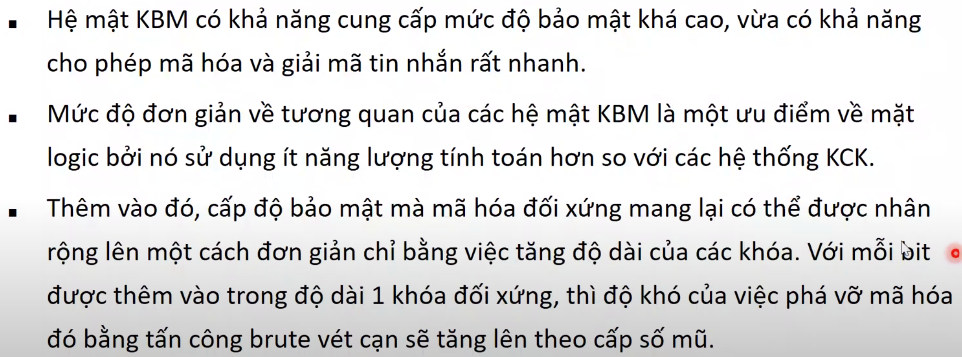 ▪ Hệ mật KBM có khả năng cung cấp mức độ bảo mật khá cao, vừa có khả năng
cho phép mã hóa và giải mã tin nhắn rất nhanh.
▪ Mức độ đơn giản về tương quan của các hệ mật KBM là một ưu điểm về mặt
logic bởi nó sử dụng ít năng lượng tính toán hơn so với các hệ thống KCK.
▪ Thêm vào đó, cấp độ bảo mật mà mã hóa đối xứng mang lại có thể được nhân
rộng lên một cách đơn giản chỉ bằng việc tăng độ dài của các khóa. Với mỗi bit
được thêm vào trong độ dài 1 khóa đối xứng, thì độ khó của việc phá vỡ mã hóa
đó bằng tấn công brute vét cạn sẽ tăng lên theo cấp số mũ.